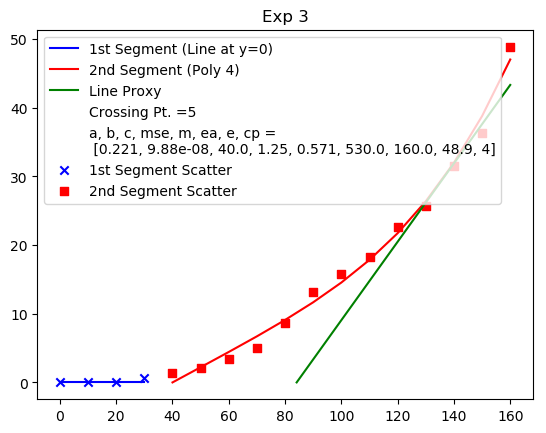 Exp 3
1st Segment (Line at y=0)
2nd Segment (Poly 4)
Line Proxy
Crossing Pt. =5
a, b, c, mse, m, ea, e, cp =
[0.221, 9.88e-08, 40.0, 1.25, 0.571, 530.0, 160.0, 48.9, 4]
1st Segment Scatter
2nd Segment Scatter
50
40
30
20
10
0
0 20 40 60 80 100 120 140 160